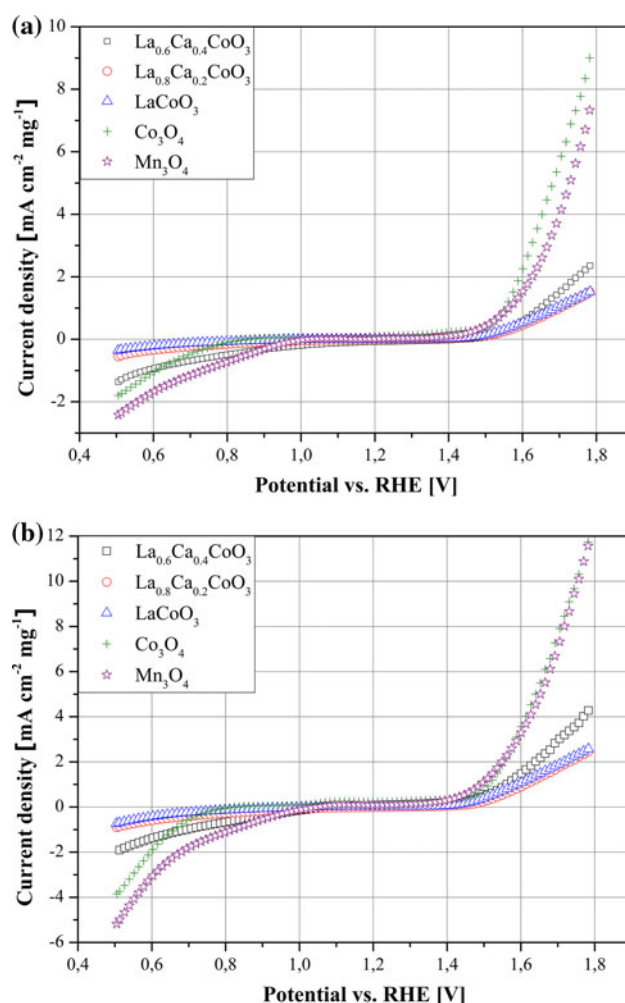 (a)
10
8
6
4
2
0
-2
Current density [mA cm⁻² mg⁻¹]
La₀.₆Ca₀.₄CoO₃
La₀.₈Ca₀.₂CoO₃
LaCoO₃
Co₃O₄
Mn₃O₄
0,4 0,6 0,8 1,0 1,2 1,4 1,6 1,8
Potential vs. RHE [V]
(b)
12
10
8
6
4
2
0
-2
-4
-6
Current density [mA cm⁻² mg⁻¹]
La₀.₆Ca₀.₄CoO₃
La₀.₈Ca₀.₂CoO₃
LaCoO₃
Co₃O₄
Mn₃O₄
0,4 0,6 0,8 1,0 1,2 1,4 1,6 1,8
Potential vs. RHE [V]